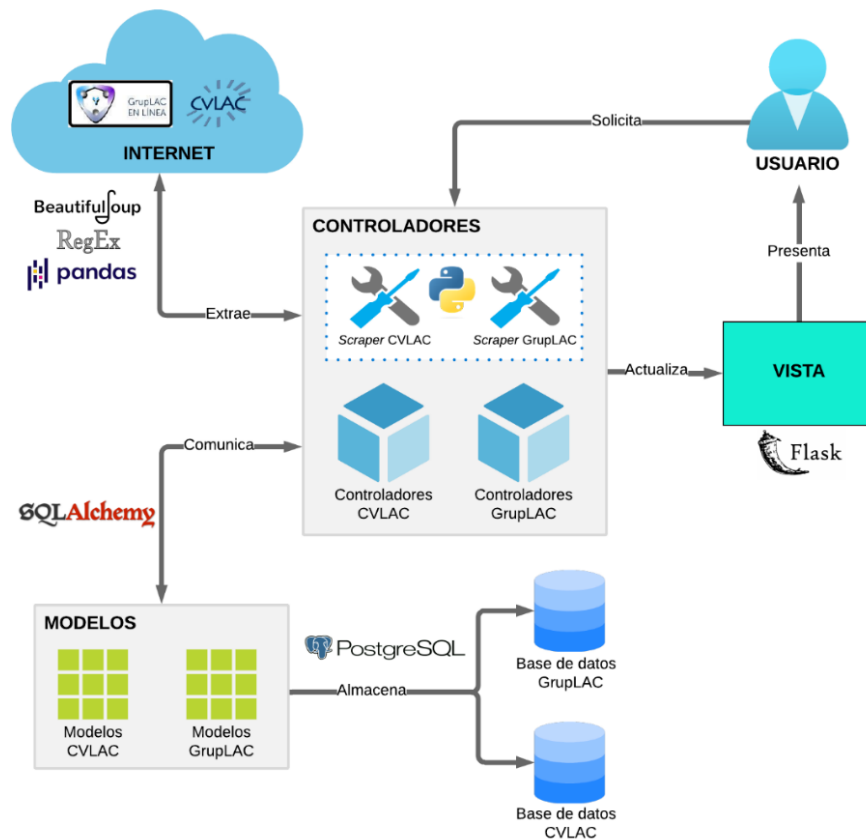 GrupLAC
EN LÍNEA
CVLAC
INTERNET
Solicita
USUARIO
BeautifulSoup
RegEx
pandas
CONTROLADORES
Scraper CVLAC
Scraper GrupLAC
Extrae
Presenta
Actualiza
VISTA
Flask
Comunica
Controladores
CVLAC
Controladores
GrupLAC
SQLAlchemy
MODELOS
Modelos
CVLAC
Modelos
GrupLAC
PostgreSQL
Almacena
Base de datos
GrupLAC
Base de datos
CVLAC